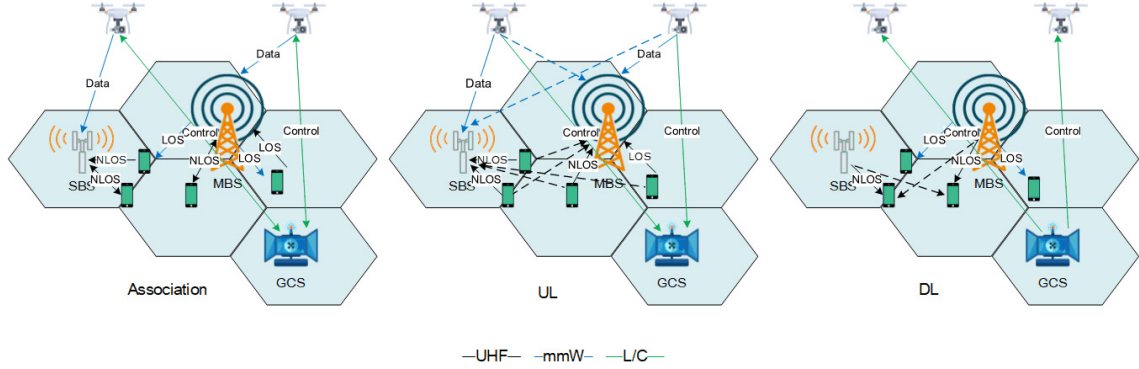 Data
Data
LOS
Control
Control
LOS
NLOS
NLOS
LOS
NLOS
SBS
MBS
GCS
Association
Data
Data
Control
Control
LOS
NLOS
NLOS
NLOS
SBS
MBS
GCS
UL
Control
LOS
Control
NLOS
LOS
NLOS
SBS
MBS
GCS
DL
UHF
mmW
L/C